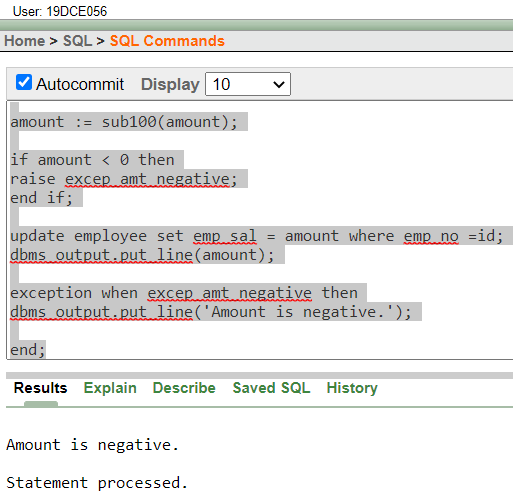 User: 19DCE056
Home > SQL > SQL Commands
Autocommit Display 10
amount := sub100(amount);
if amount < 0 then
raise excep_amt_negative;
end if;
update employee set emp_sal = amount where emp_no =id;
dbms_output.put_line(amount);
exception when excep_amt_negative then
dbms_output.put_line('Amount is negative.');
end;
Results Explain Describe Saved SQL History
Amount is negative.
Statement processed.